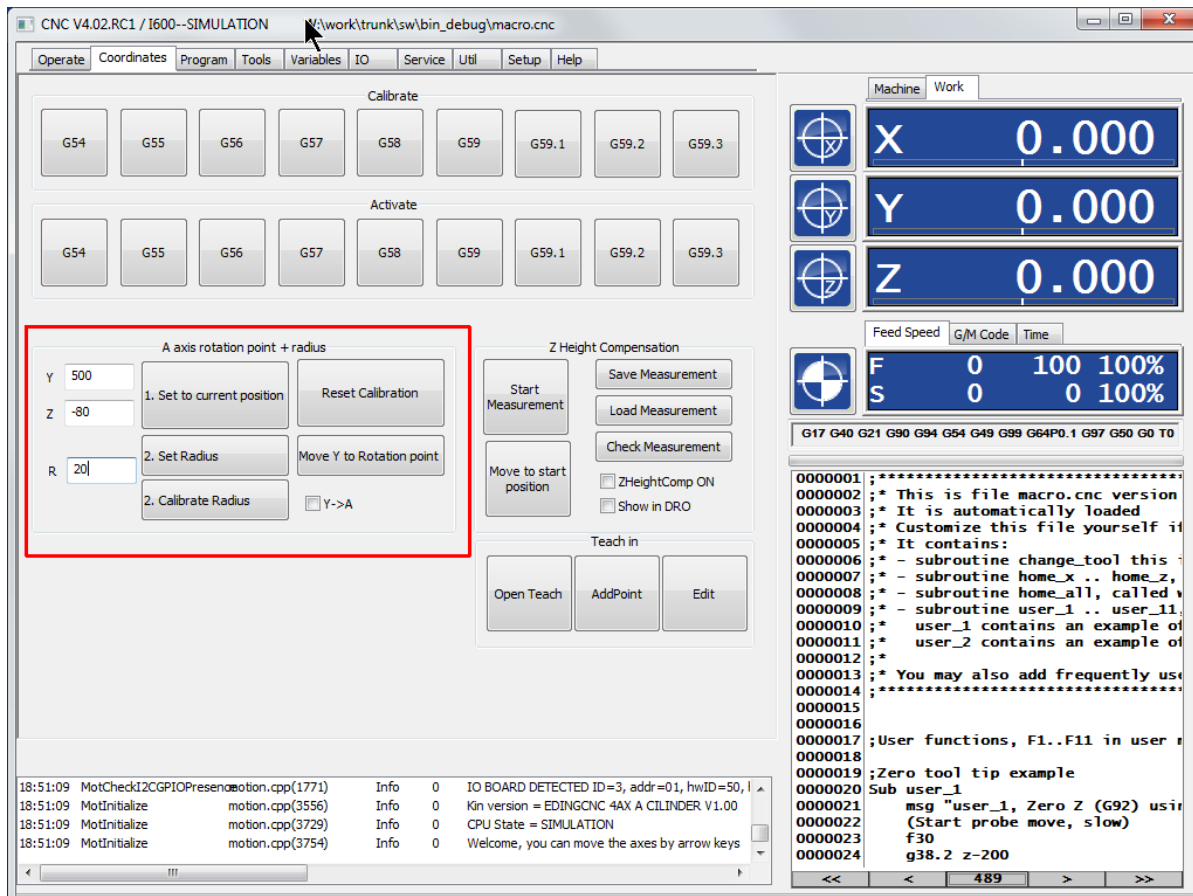 CNC V4.02.RC1 / I600--SIMULATION :\work\trunk\sw\bin_debug\macro.cnc
Operate Coordinates Program Tools Variables IO Service Util Setup Help
Calibrate
G54 G55 G56 G57 G58 G59 G59.1 G59.2 G59.3
Activate
G54 G55 G56 G57 G58 G59 G59.1 G59.2 G59.3
A axis rotation point + radius
Y 500
Z -80
1. Set to current position
Reset Calibration
R 20
2. Set Radius
Move Y to Rotation point
2. Calibrate Radius
Y->A
Z Height Compensation
Start
Measurement
Save Measurement
Load Measurement
Check Measurement
Move to start
position
ZHeightComp ON
Show in DRO
Teach in
Open Teach AddPoint Edit
18:51:09 MotCheckI2CGPIOPresence motion.cpp(1771) Info 0 IO BOARD DETECTED ID=3, addr=01, hwID=50,
18:51:09 MotInitialize motion.cpp(3556) Info 0 Kin version = EDINGCNC 4AX A CILINDER V1.00
18:51:09 MotInitialize motion.cpp(3729) Info 0 CPU State = SIMULATION
18:51:09 MotInitialize motion.cpp(3754) Info 0 Welcome, you can move the axes by arrow keys
Machine Work
X X 0.000
Y Y 0.000
Z Z 0.000
Feed Speed G/M Code Time
F 0 100 100%
S 0 0 100%
G17 G40 G21 G90 G94 G54 G49 G99 G64P0.1 G97 G50 G0 T0
0000001 ;**********************************
0000002 ;* This is file macro.cnc version
0000003 ;* It is automatically loaded
0000004 ;* Customize this file yourself if
0000005 ;* It contains:
0000006 ;* - subroutine change_tool this
0000007 ;* - subroutine home_x .. home_z,
0000008 ;* - subroutine home_all, called
0000009 ;* - subroutine user_1 .. user_11,
0000010 ;* user_1 contains an example of
0000011 ;* user_2 contains an example of
0000012 ;*
0000013 ;* You may also add frequently use
0000014 ;**********************************
0000015
0000016
0000017 ;User functions, F1..F11 in user
0000018
0000019 ;Zero tool tip example
0000020 Sub user_1
0000021 msg "user_1, Zero Z (G92) usin
0000022 (Start probe move, slow)
0000023 f30
0000024 g38.2 z-200
<< < 489 > >>